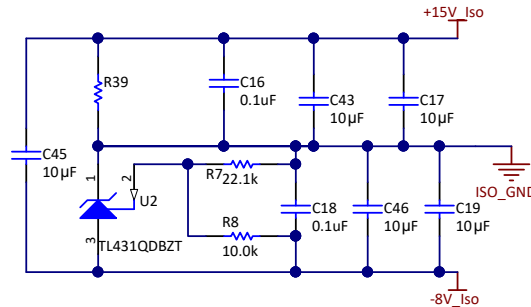 +15V_Iso
R39
C16
0.1uF
C43
10µF
C17
10µF
C45
10µF
1
2
U2
3
TL431QDBZT
R7
22.1k
R8
10.0k
C18
0.1uF
C46
10µF
C19
10µF
ISO_GND
-8V_Iso